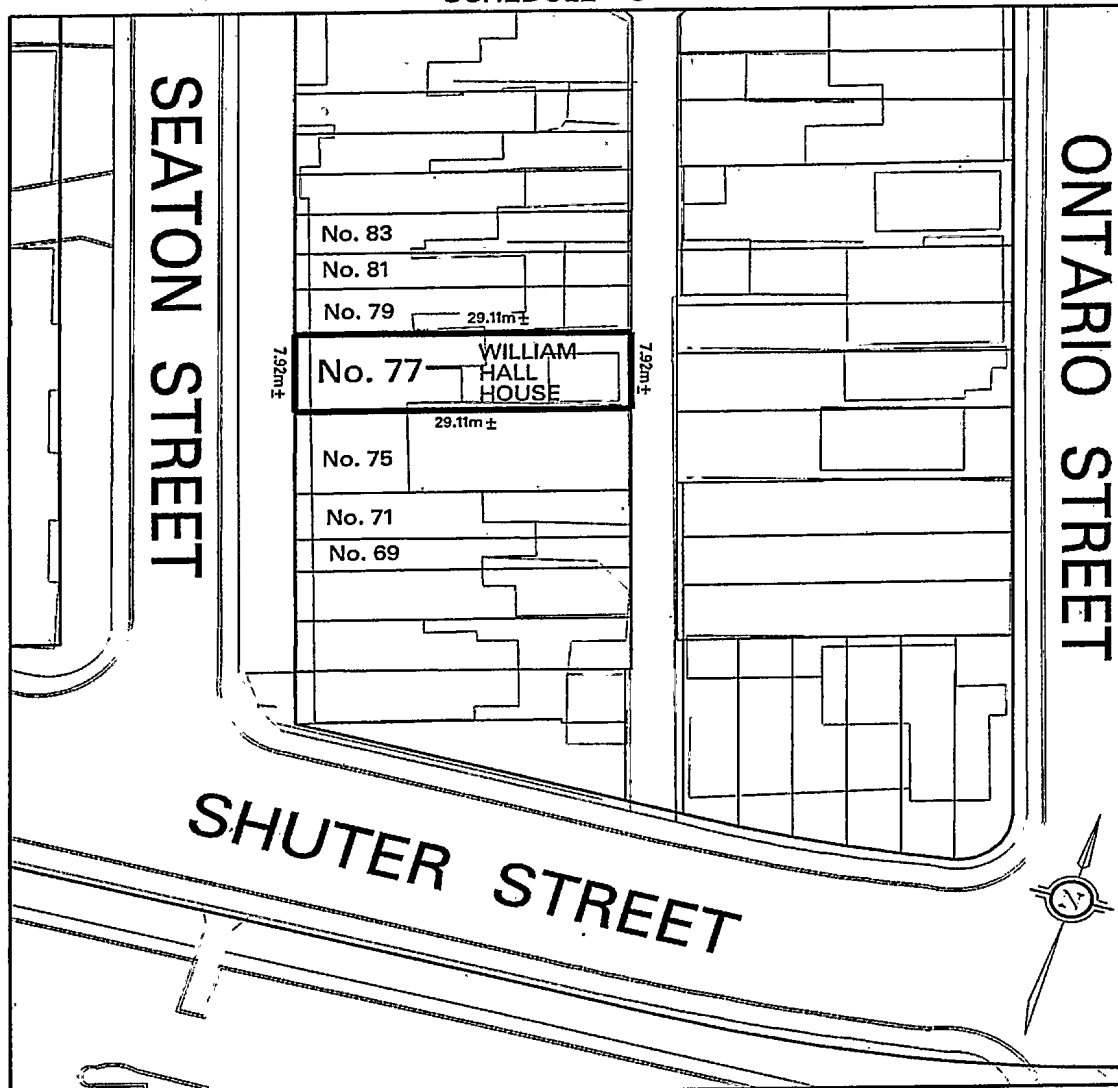 SEATON STREET
ONTARIO STREET
No. 83
No. 81
No. 79
29.11m±
7.92m±
No. 77
WILLIAM
HALL
HOUSE
7.92m±
29.11m±
No. 75
No. 71
No. 69
SHUTER STREET
N